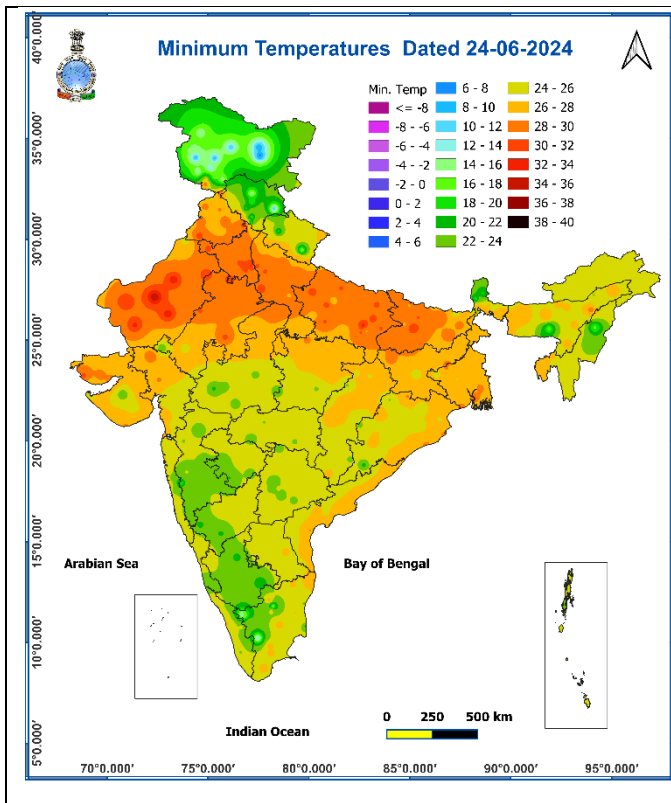 Minimum Temperatures Dated 24-06-2024
Min. Temp
<= -8
-8 - -6
-6 - -4
-4 - -2
-2 - 0
0 - 2
2 - 4
4 - 6
6 - 8
8 - 10
10 - 12
12 - 14
14 - 16
16 - 18
18 - 20
20 - 22
22 - 24
24 - 26
26 - 28
28 - 30
30 - 32
32 - 34
34 - 36
36 - 38
38 - 40
40°0.000'
35°0.000'
30°0.000'
25°0.000'
20°0.000'
15°0.000'
10°0.000'
5°0.000'
Arabian Sea
Bay of Bengal
Indian Ocean
0 250 500 km
70°0.000' 75°0.000' 80°0.000' 85°0.000' 90°0.000' 95°0.000'